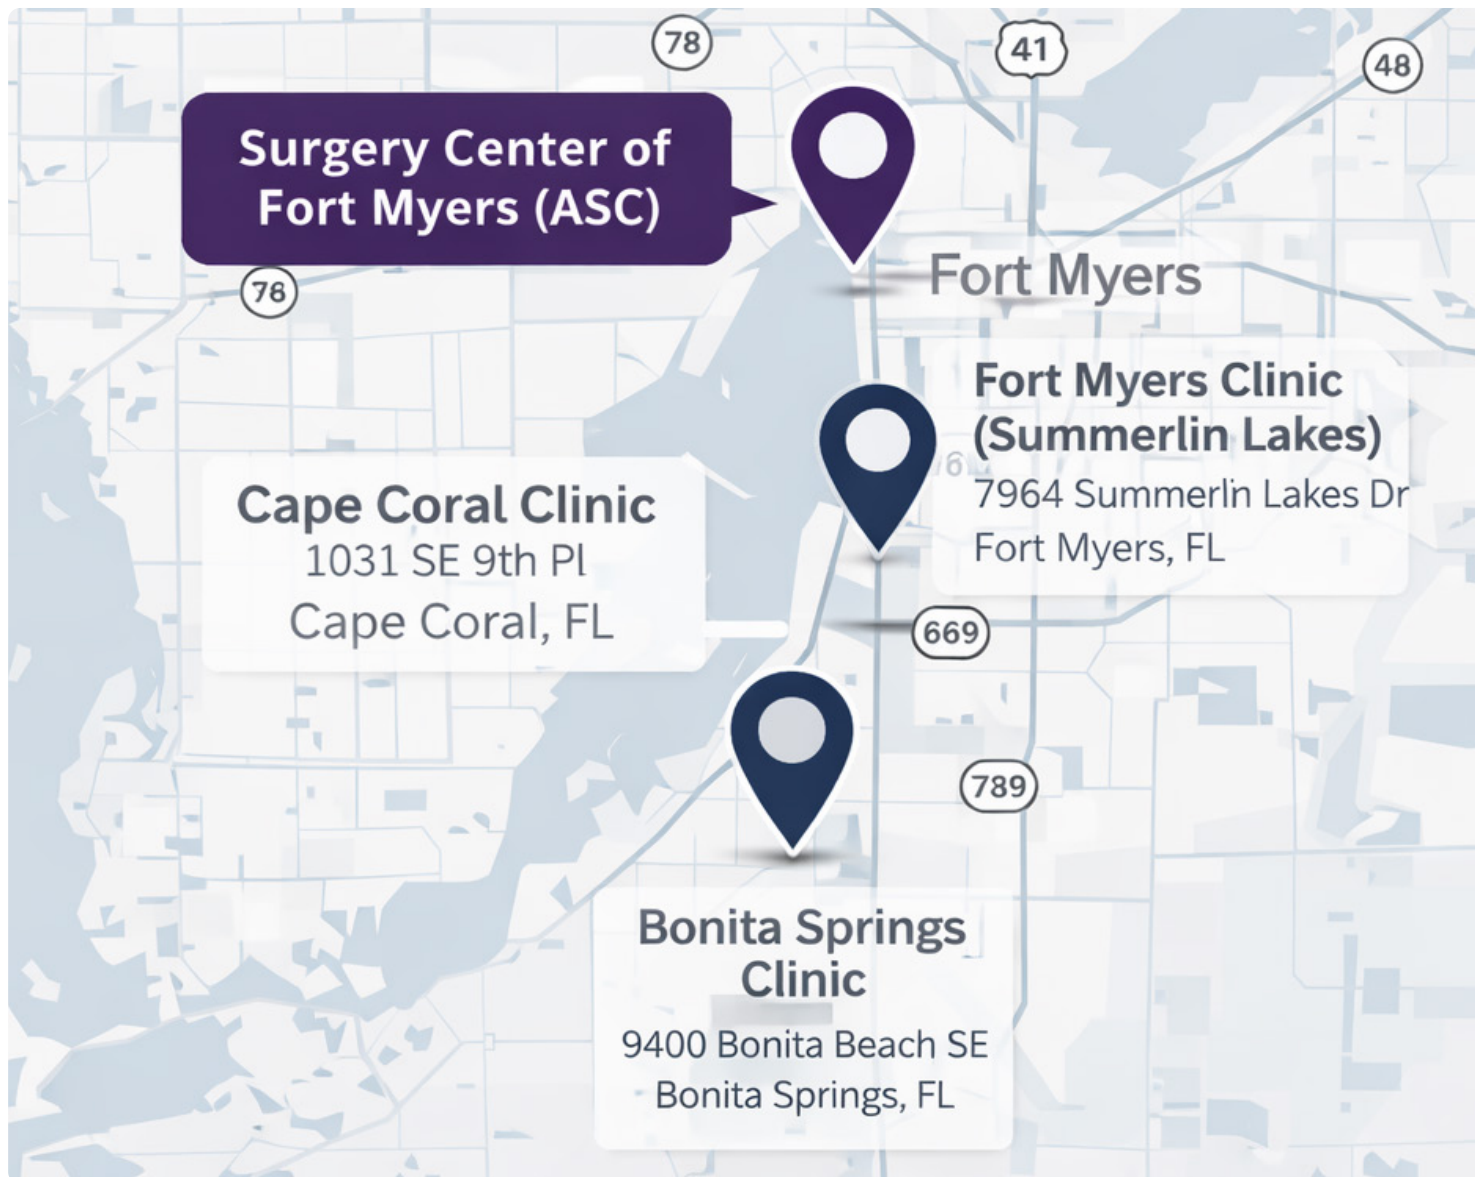 78
41
48
Surgery Center of
Fort Myers (ASC)
Fort Myers
76
Fort Myers Clinic
(Summerlin Lakes)
7964 Summerlin Lakes Dr
Fort Myers, FL
Cape Coral Clinic
1031 SE 9th Pl
Cape Coral, FL
669
789
Bonita Springs
Clinic
9400 Bonita Beach SE
Bonita Springs, FL